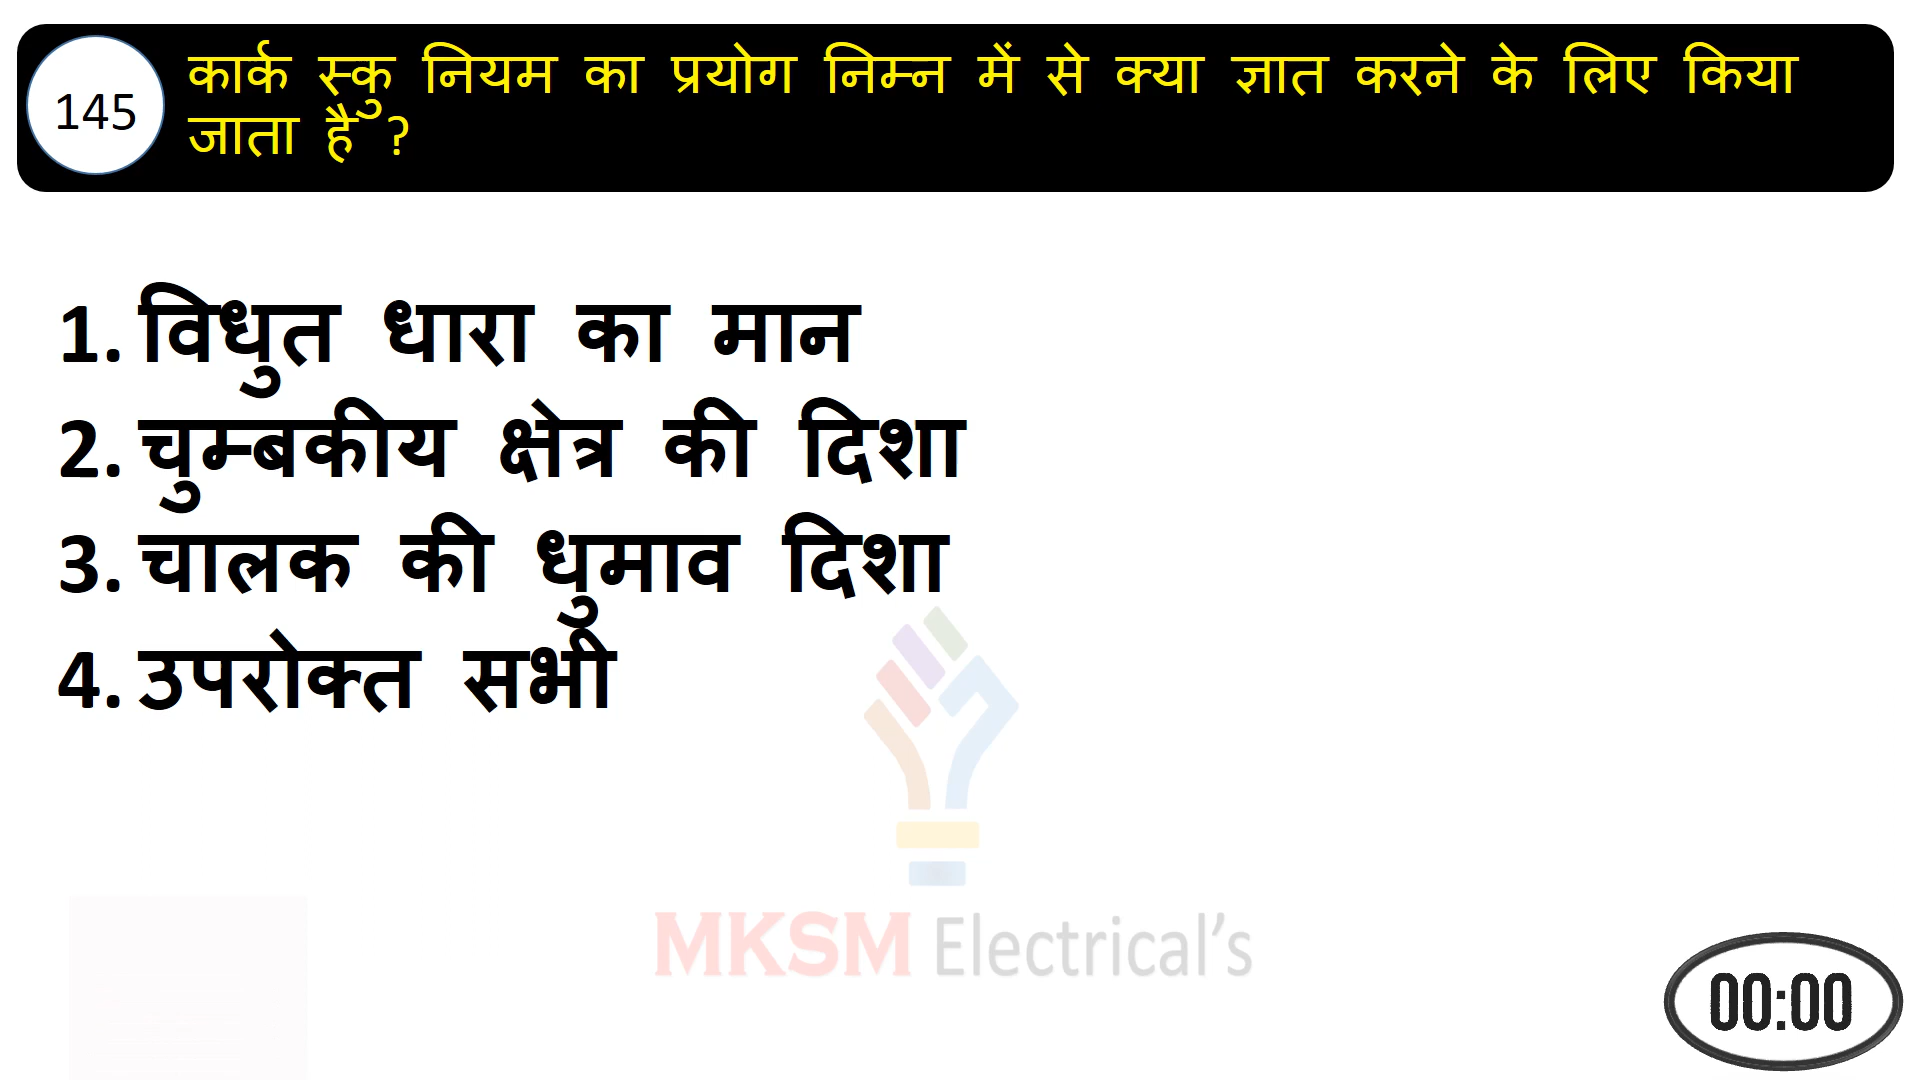 145
कार्क स्कु नियम का प्रयोग निम्न में से क्या ज्ञात करने के लिए किया
जाता है ?
1. विधुत धारा का मान
2. चुम्बकीय क्षेत्र की दिशा
3. चालक की धुमाव दिशा
4. उपरोक्त सभी
MKSM Electrical’s
00:00